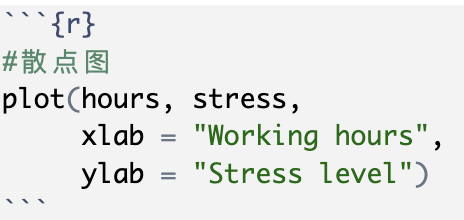 ```{r}
#散点图
plot(hours, stress,
     xlab = "Working hours",
     ylab = "Stress level")
```